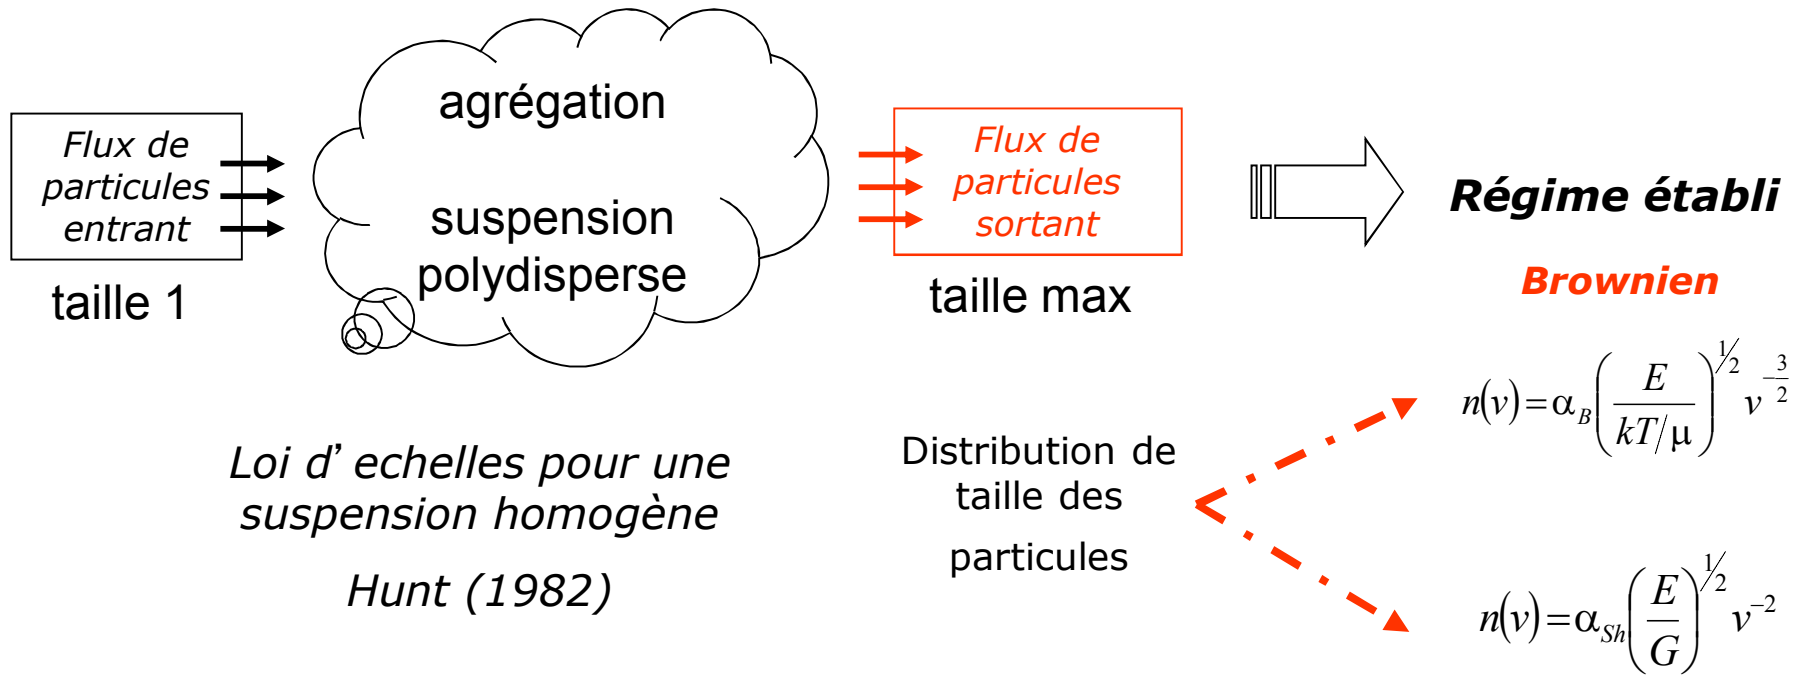 Flux de
particules
entrant
taille 1
agrégation
suspension
polydisperse
Flux de
particules
sortant
taille max
Régime établi
Brownien
n(v)=α_B(E/(kT/μ))^{1/2} v^{-3/2}
Loi d’ echelles pour une
suspension homogène
Hunt (1982)
Distribution de
taille des
particules
n(v)=α_{Sh}(E/G)^{1/2} v^{-2}